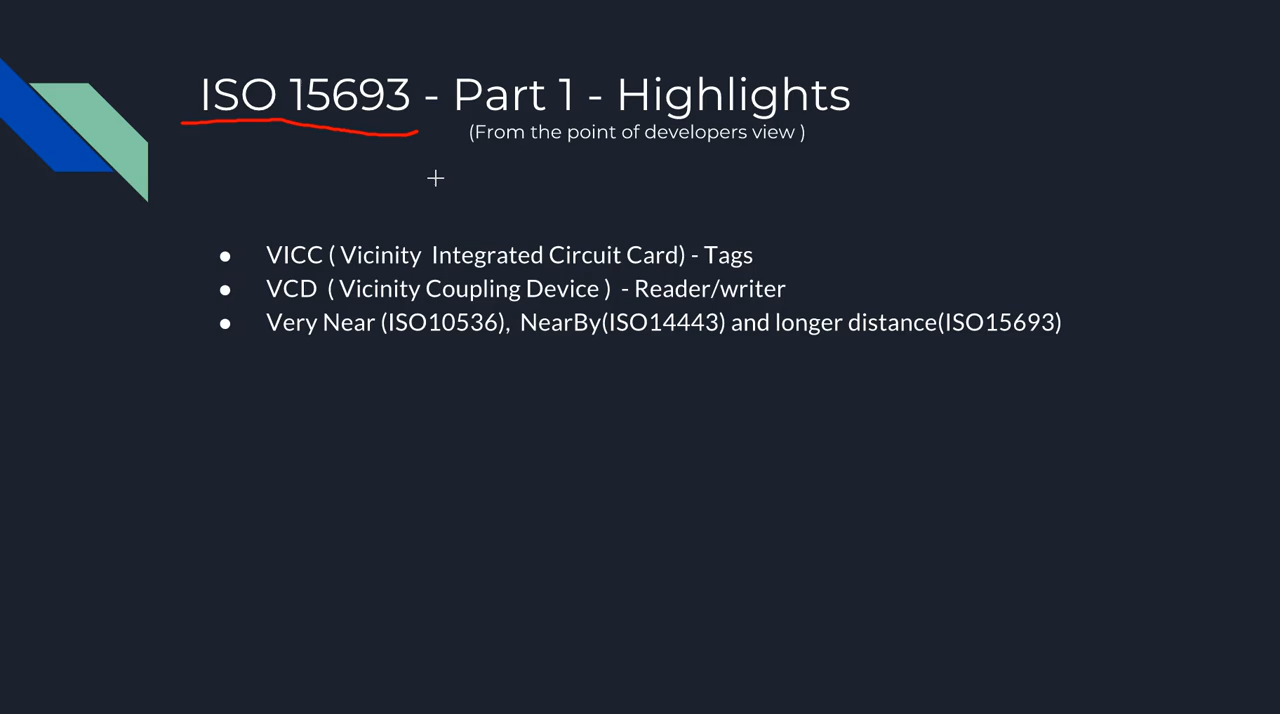 ISO 15693 - Part 1 - Highlights
(From the point of developers view )
● VICC ( Vicinity Integrated Circuit Card) - Tags
● VCD ( Vicinity Coupling Device ) - Reader/writer
● Very Near (ISO10536), NearBy(ISO14443) and longer distance(ISO15693)